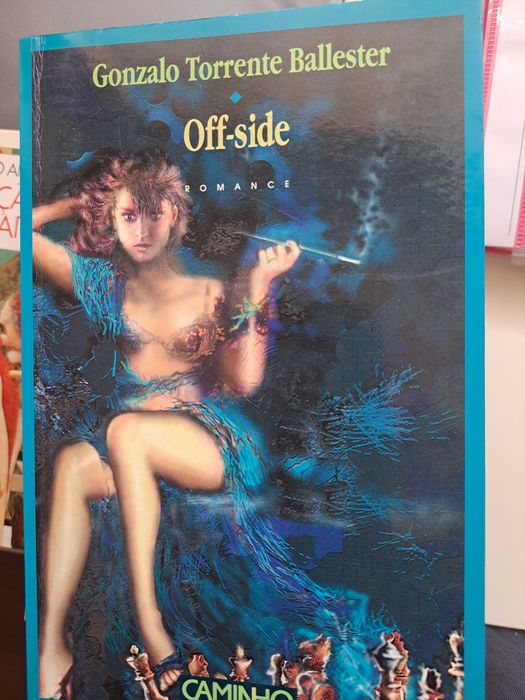 Gonzalo Torrente Ballester
Off-side
ROMANCE
CAMINHO